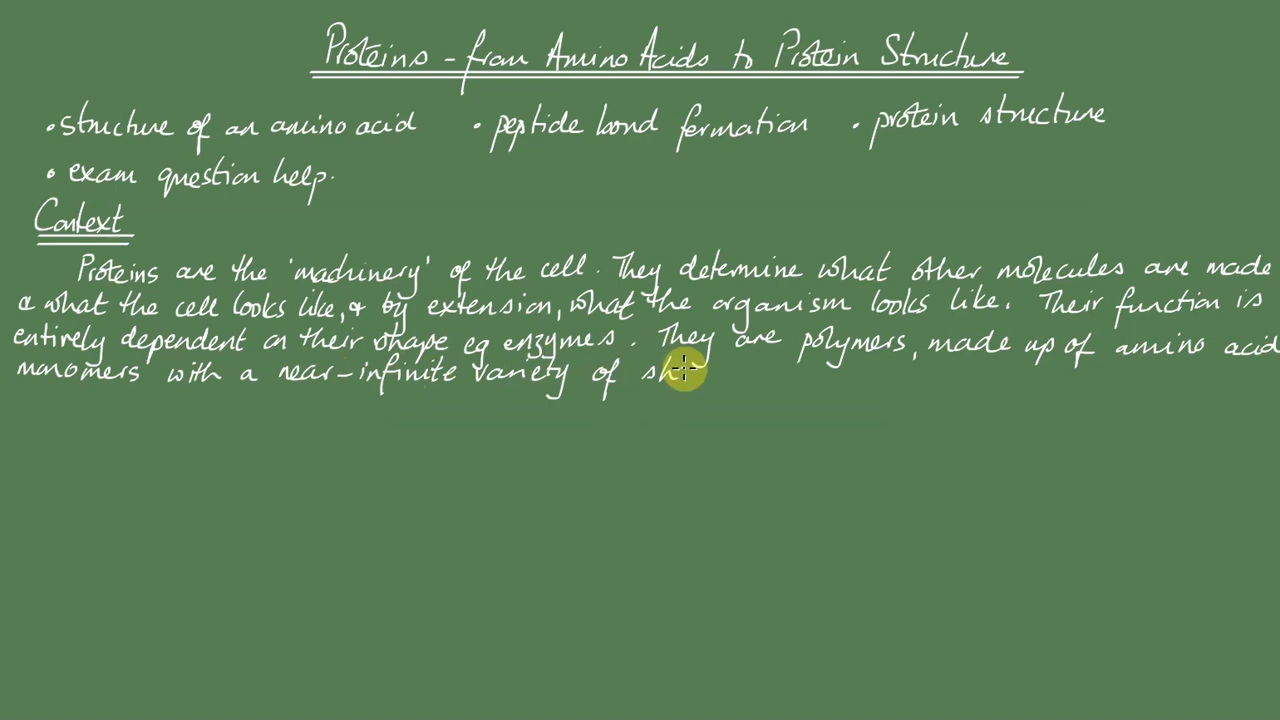 Proteins - from Amino Acids to Protein Structure
• structure of an amino acid • peptide bond formation • protein structure
• exam question help.
Context
Proteins are the 'machinery' of the cell. They determine what other molecules are made
& what the cell looks like, & by extension, what the organism looks like. Their function is
entirely dependent on their shape eg enzymes. They are polymers, made up of amino acid
monomers with a near-infinite variety of sh